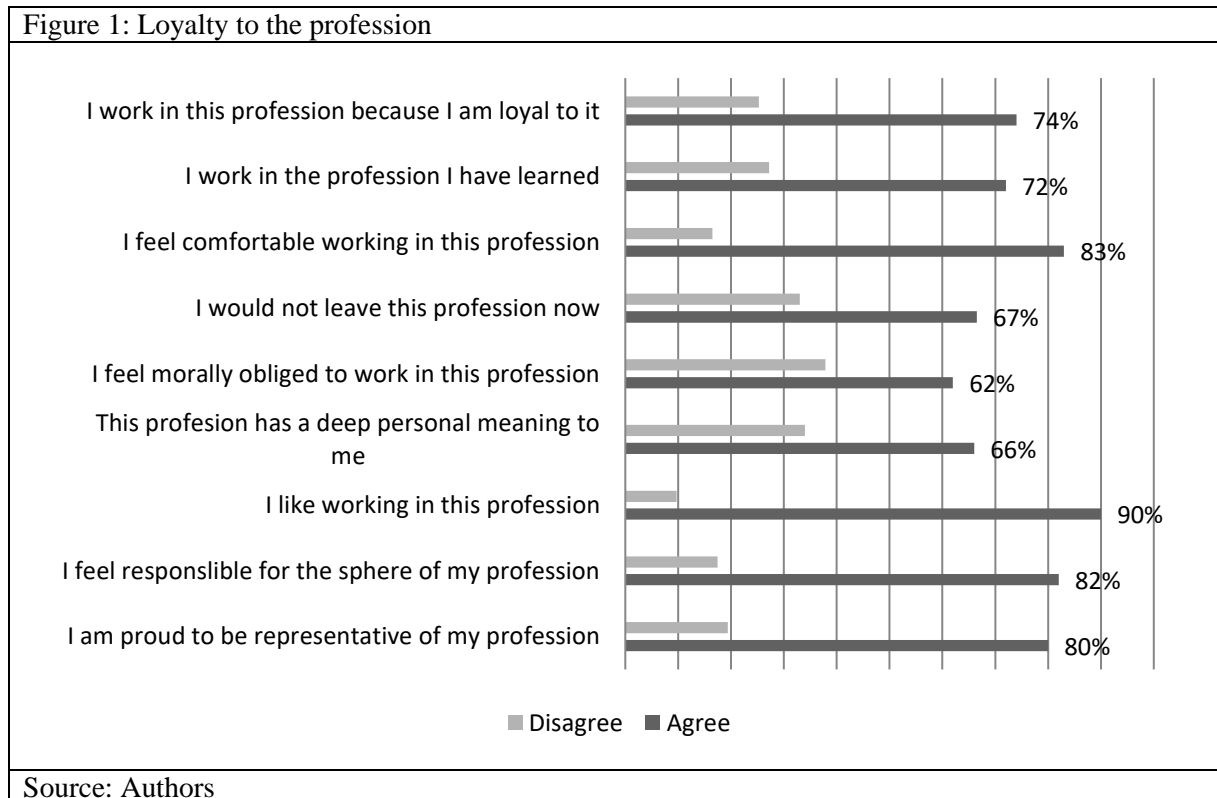 Figure 1: Loyalty to the profession
I work in this profession because I am loyal to it
74%
I work in the profession I have learned
72%
I feel comfortable working in this profession
83%
I would not leave this profession now
67%
I feel morally obliged to work in this profession
62%
This profesion has a deep personal meaning to
me
66%
I like working in this profession
90%
I feel responslible for the sphere of my profession
82%
I am proud to be representative of my profession
80%
Disagree Agree
Source: Authors